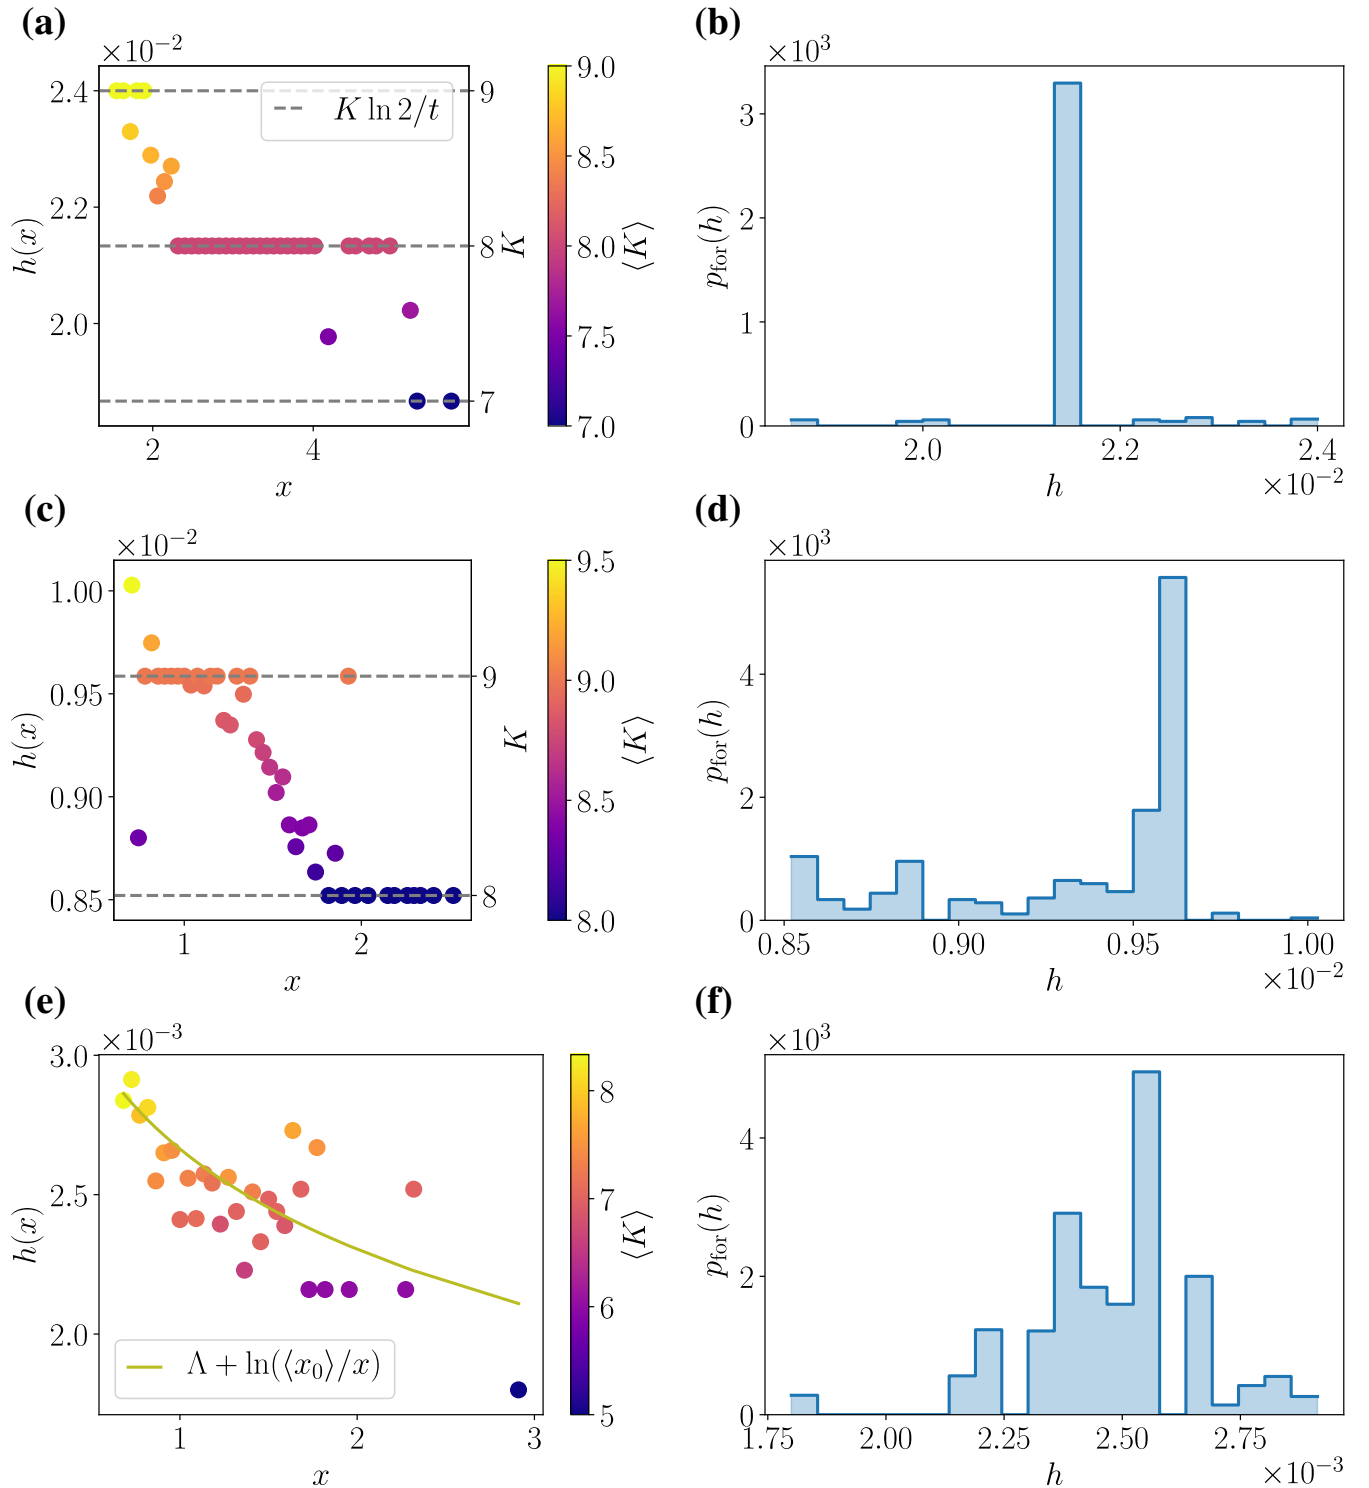 (a)
×10⁻²
2.4
2.2
2.0
h(x)
2
4
x
K ln 2/t
9
8
7
K
9.0
8.5
8.0
7.5
7.0
⟨K⟩
(b)
×10³
3
2
1
0
p_for(h)
2.0
2.2
2.4
×10⁻²
h
(c)
×10⁻²
1.00
0.95
0.90
0.85
h(x)
1
2
x
9
8
K
9.5
9.0
8.5
8.0
⟨K⟩
(d)
×10³
4
2
0
p_for(h)
0.85
0.90
0.95
1.00
×10⁻²
h
(e)
×10⁻³
3.0
2.5
2.0
h(x)
Λ + ln(⟨x₀⟩/x)
1
2
3
x
8
7
6
5
⟨K⟩
(f)
×10³
4
2
0
p_for(h)
1.75
2.00
2.25
2.50
2.75
×10⁻³
h